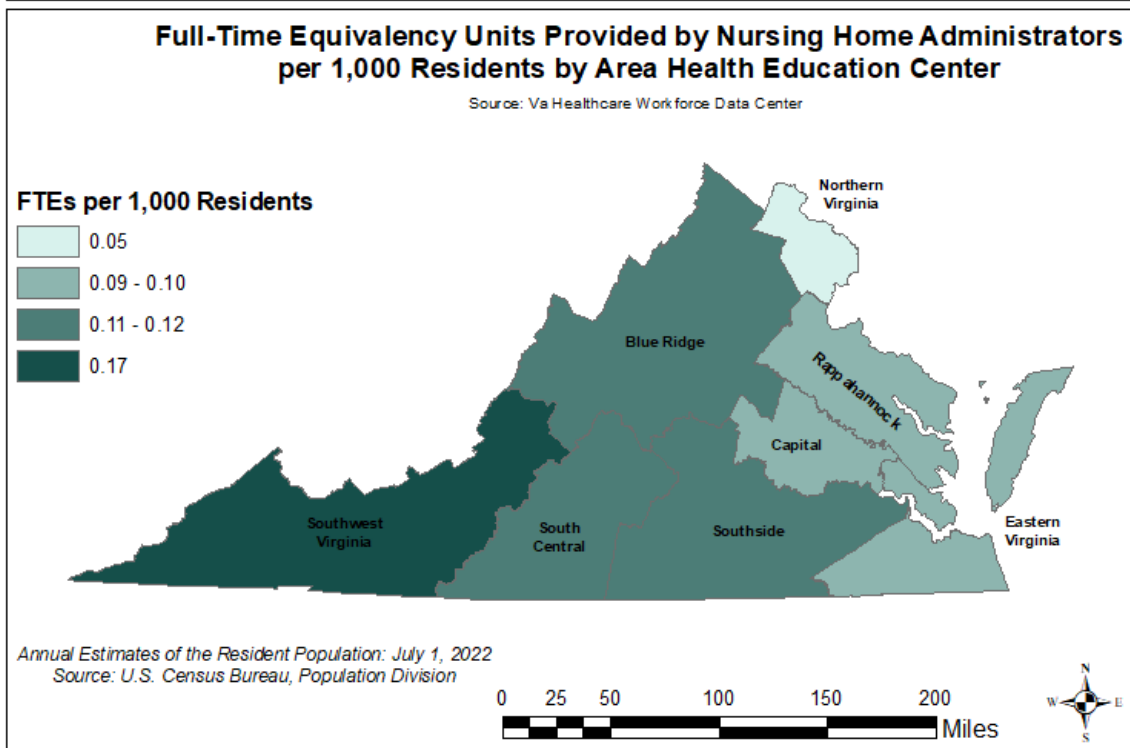 Full-Time Equivalency Units Provided by Nursing Home Administrators
per 1,000 Residents by Area Health Education Center
Source: Va Healthcare Workforce Data Center
FTEs per 1,000 Residents
0.05
0.09 - 0.10
0.11 - 0.12
0.17
Northern
Virginia
Blue Ridge
Rappahannock
Capital
Southwest
Virginia
South
Central
Southside
Eastern
Virginia
Annual Estimates of the Resident Population: July 1, 2022
Source: U.S. Census Bureau, Population Division
0 25 50 100 150 200
Miles
N
W E
S